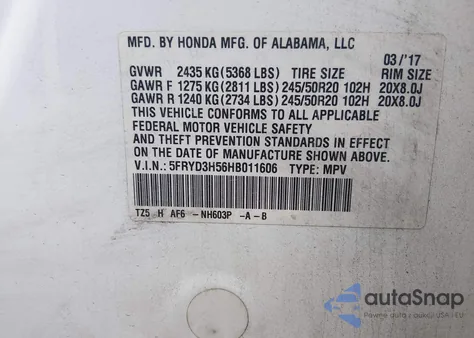 MFD. BY HONDA MFG. OF ALABAMA, LLC
03/'17
GVWR 2435 KG (5368 LBS) TIRE SIZE RIM SIZE
GAWR F 1275 KG (2811 LBS) 245/50R20 102H 20X8.0J
GAWR R 1240 KG (2734 LBS) 245/50R20 102H 20X8.0J
THIS VEHICLE CONFORMS TO ALL APPLICABLE
FEDERAL MOTOR VEHICLE SAFETY
AND THEFT PREVENTION STANDARDS IN EFFECT
ON THE DATE OF MANUFACTURE SHOWN ABOVE.
V.I.N.: 5FRYD3H56HB011606 TYPE: MPV
TZ5 H AF6 - NH603P -A -B
autoSnap